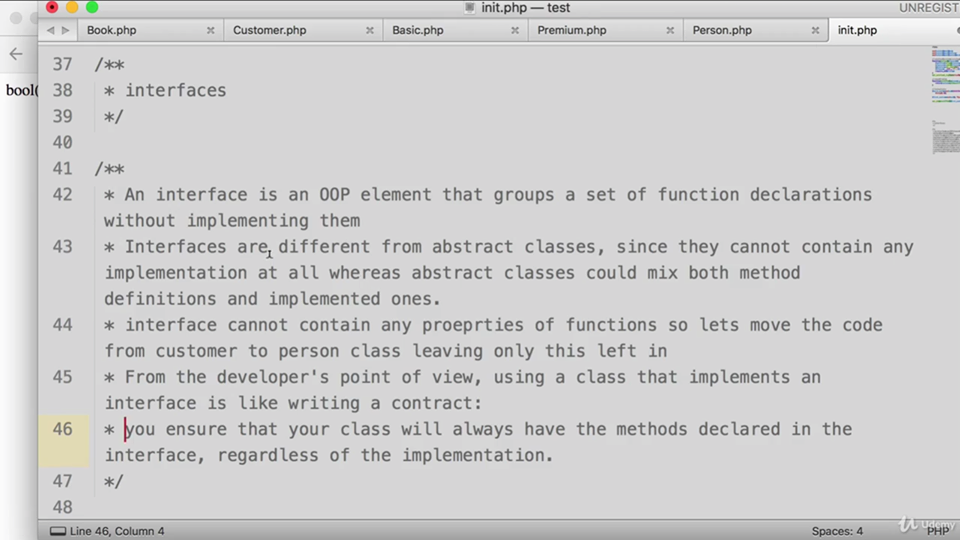 init.php — test
UNREGIST
Book.php
Customer.php
Basic.php
Premium.php
Person.php
init.php
bool(
37 /**
38 * interfaces
39 */
40
41 /**
42 * An interface is an OOP element that groups a set of function declarations
without implementing them
43 * Interfaces are different from abstract classes, since they cannot contain any
implementation at all whereas abstract classes could mix both method
definitions and implemented ones.
44 * interface cannot contain any proeprties of functions so lets move the code
from customer to person class leaving only this left in
45 * From the developer's point of view, using a class that implements an
interface is like writing a contract:
46 * you ensure that your class will always have the methods declared in the
interface, regardless of the implementation.
47 */
48
Line 46, Column 4
Spaces: 4
PHP
Udemy